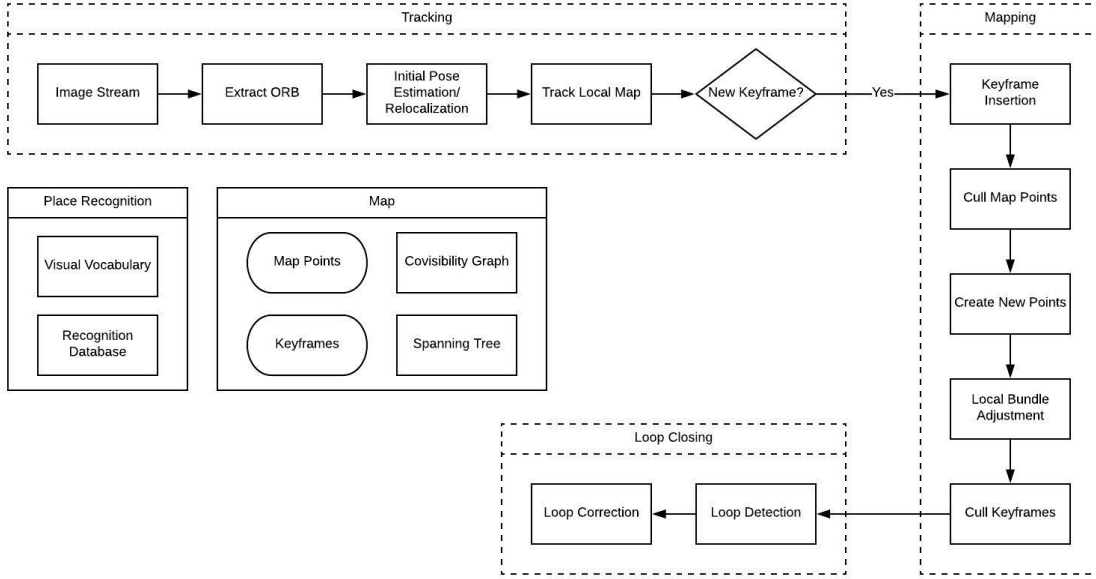 Tracking
Image Stream
Extract ORB
Initial Pose
Estimation/
Relocalization
Track Local Map
New Keyframe?
Yes
Mapping
Keyframe
Insertion
Cull Map Points
Create New Points
Local Bundle
Adjustment
Cull Keyframes
Place Recognition
Visual Vocabulary
Recognition
Database
Map
Map Points
Covisibility Graph
Keyframes
Spanning Tree
Loop Closing
Loop Correction
Loop Detection